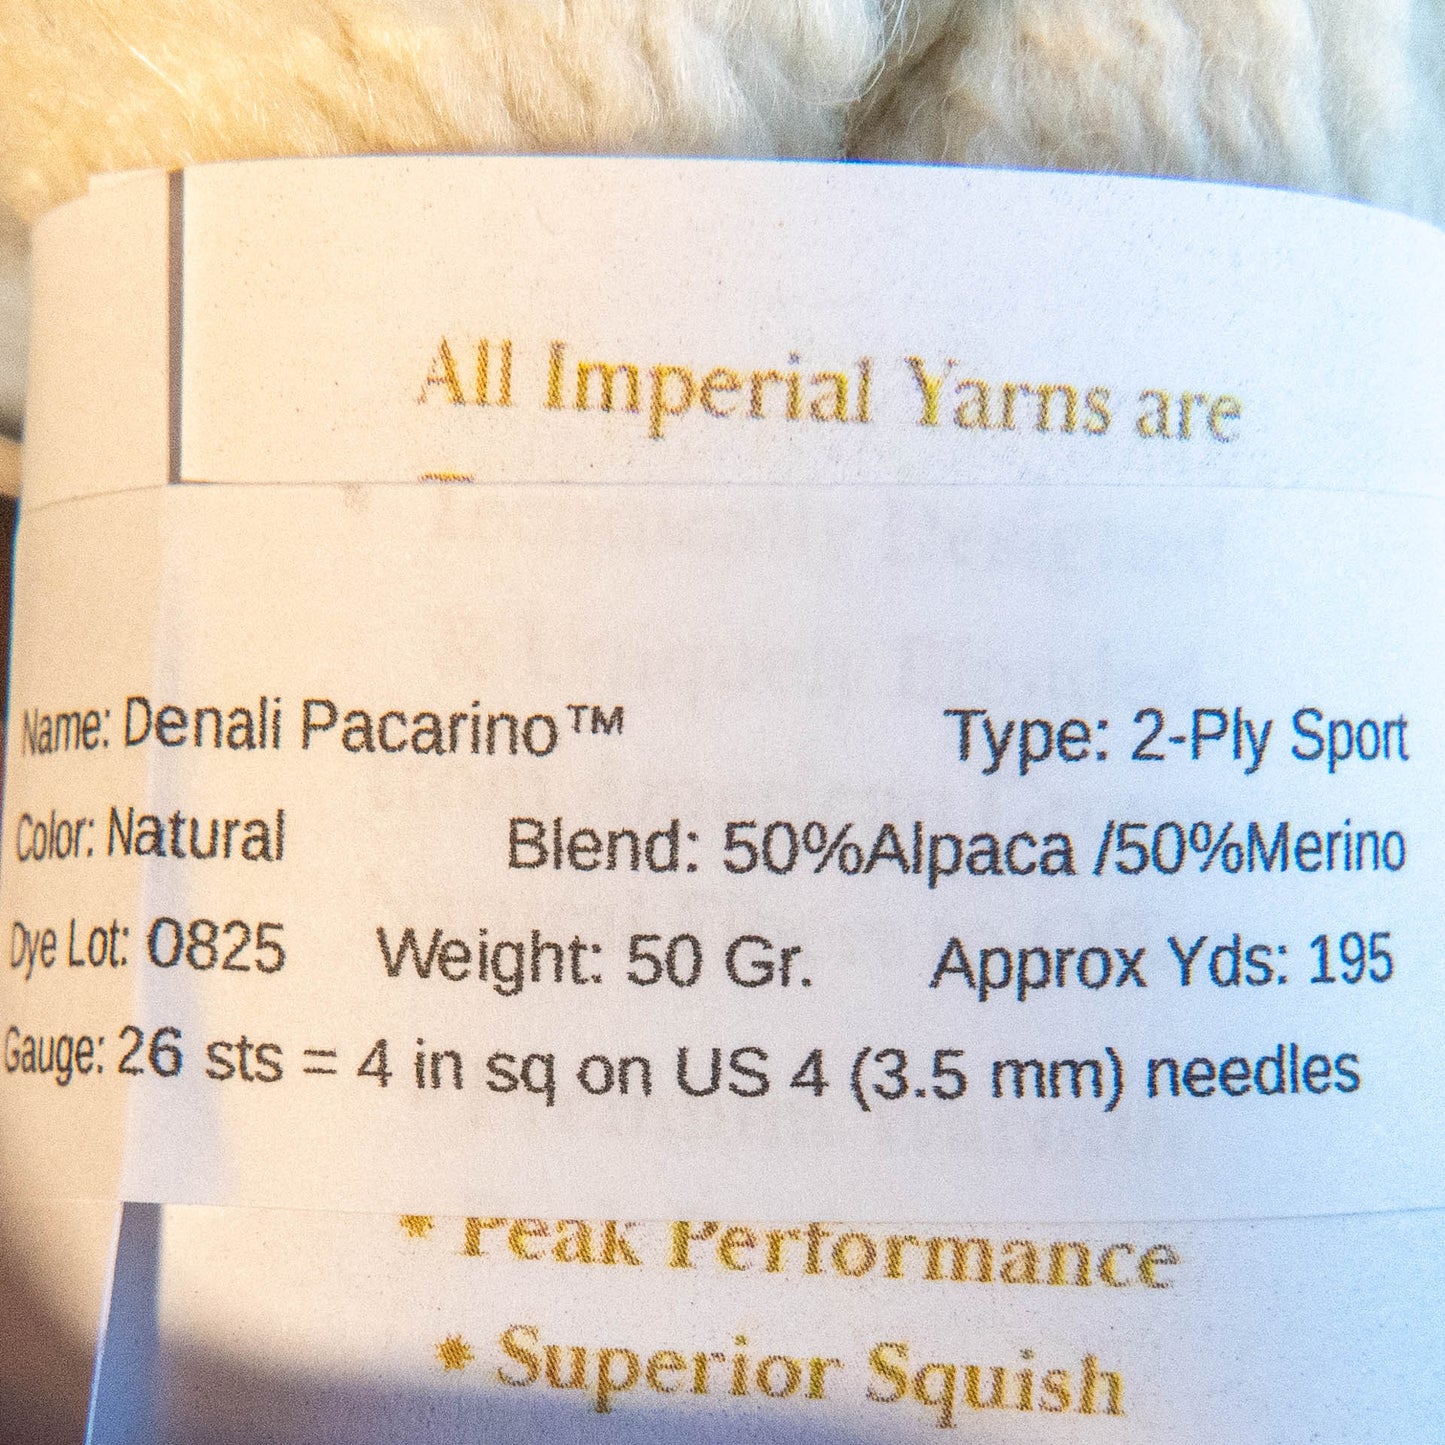 All Imperial Yarns are
Name: Denali Pacarino™ Type: 2-Ply Sport
Color: Natural Blend: 50%Alpaca /50%Merino
Dye Lot: 0825 Weight: 50 Gr. Approx Yds: 195
Gauge: 26 sts = 4 in sq on US 4 (3.5 mm) needles
* Peak Performance
* Superior Squish